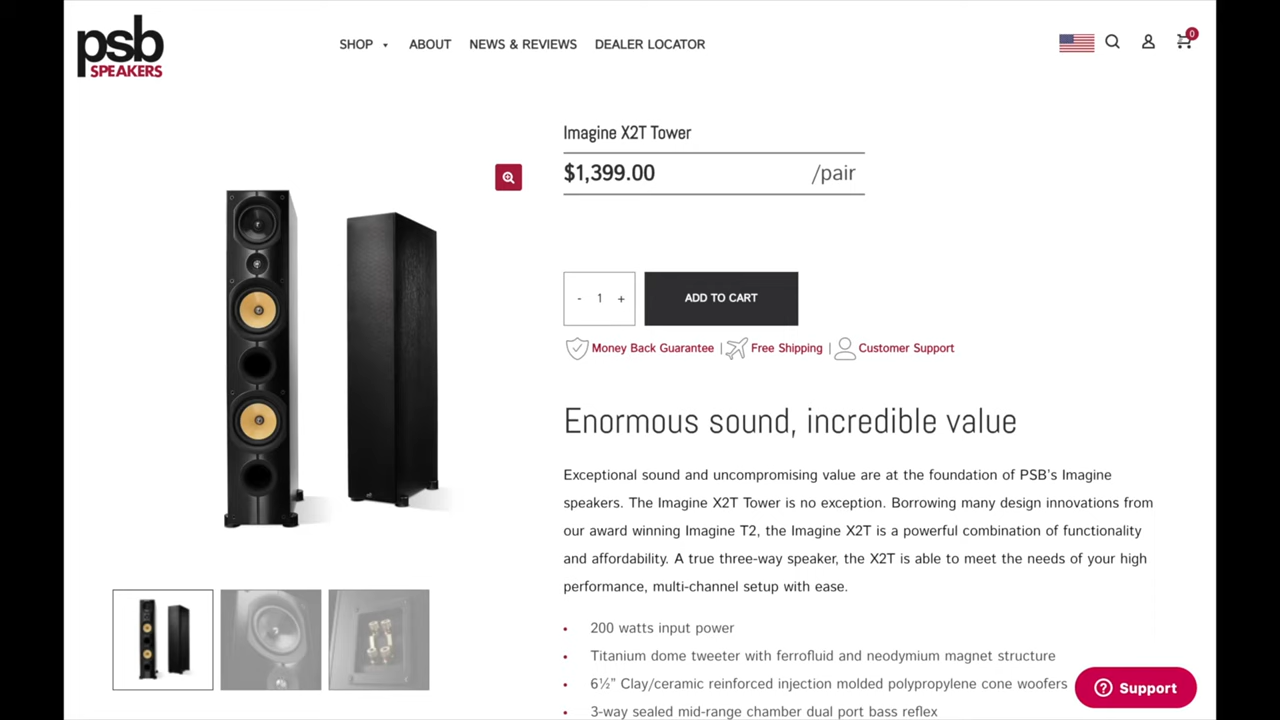 psb
SPEAKERS
SHOP ABOUT NEWS & REVIEWS DEALER LOCATOR
0
Imagine X2T Tower
$1,399.00 /pair
- 1 + ADD TO CART
Money Back Guarantee | Free Shipping | Customer Support
Enormous sound, incredible value
Exceptional sound and uncompromising value are at the foundation of PSB's Imagine
speakers. The Imagine X2T Tower is no exception. Borrowing many design innovations from
our award winning Imagine T2, the Imagine X2T is a powerful combination of functionality
and affordability. A true three-way speaker, the X2T is able to meet the needs of your high
performance, multi-channel setup with ease.
• 200 watts input power
• Titanium dome tweeter with ferrofluid and neodymium magnet structure
• 6½" Clay/ceramic reinforced injection molded polypropylene cone woofers
• 3-way sealed mid-range chamber dual port bass reflex
? Support